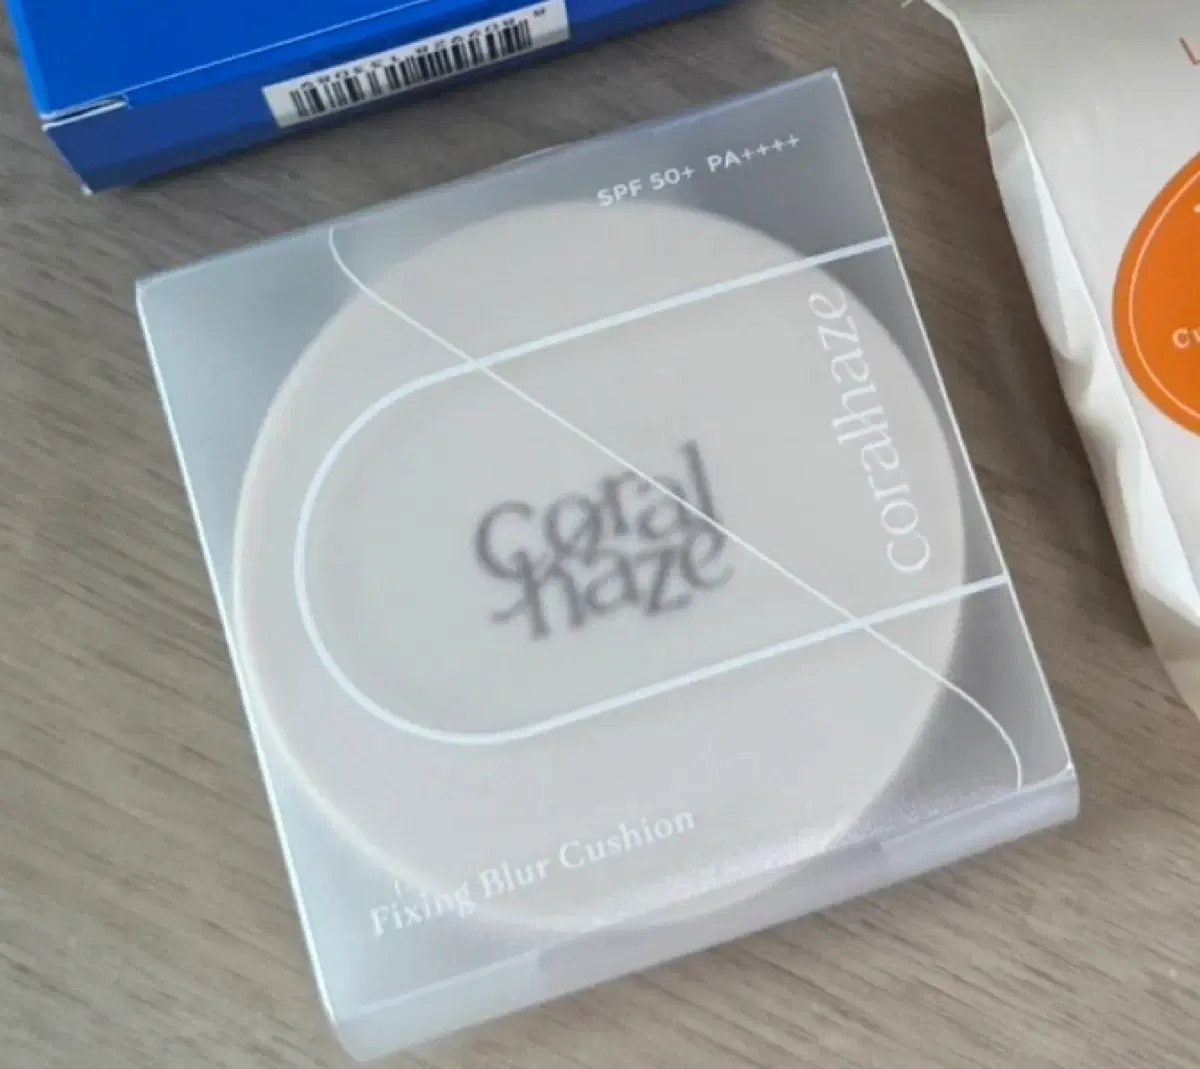 SPF 50+ PA++++
coralhaze
coral
haze
Fixing Blur Cushion